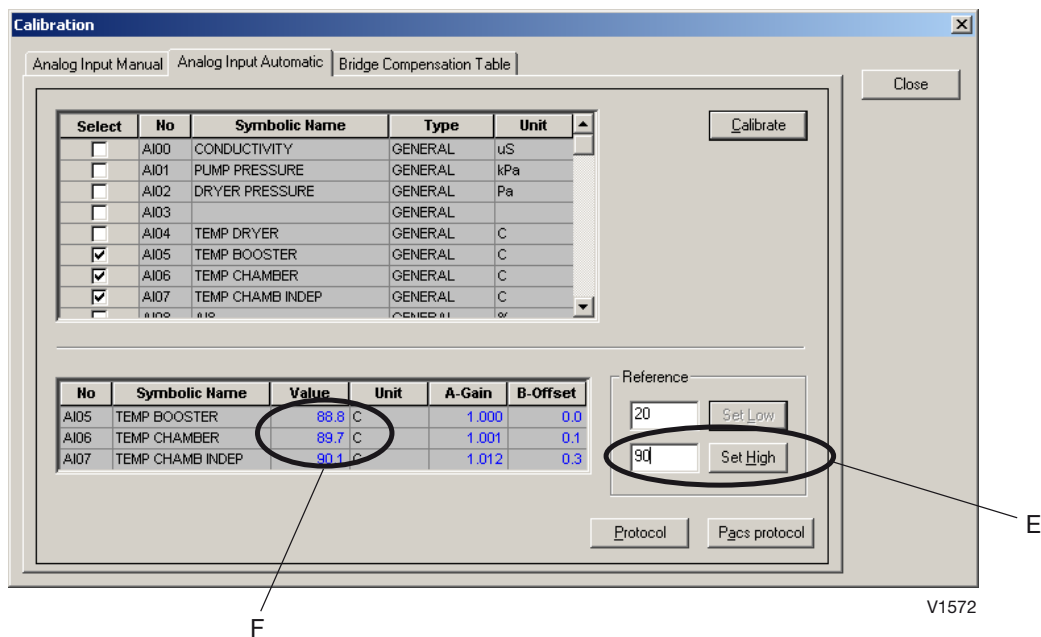 Calibration
Analog Input Manual Analog Input Automatic Bridge Compensation Table
Close
Select No Symbolic Name Type Unit
AI00 CONDUCTIVITY GENERAL uS
AI01 PUMP PRESSURE GENERAL kPa
AI02 DRYER PRESSURE GENERAL Pa
AI03 GENERAL
AI04 TEMP DRYER GENERAL C
AI05 TEMP BOOSTER GENERAL C
AI06 TEMP CHAMBER GENERAL C
AI07 TEMP CHAMB INDEP GENERAL C
AI08 AI8 GENERAL %
Calibrate
No Symbolic Name Value Unit A-Gain B-Offset
AI05 TEMP BOOSTER 88.8 C 1.000 0.0
AI06 TEMP CHAMBER 89.7 C 1.001 0.1
AI07 TEMP CHAMB INDEP 90.1 C 1.012 0.3
Reference
20 Set Low
90 Set High
Protocol Pacs protocol
E
F
V1572